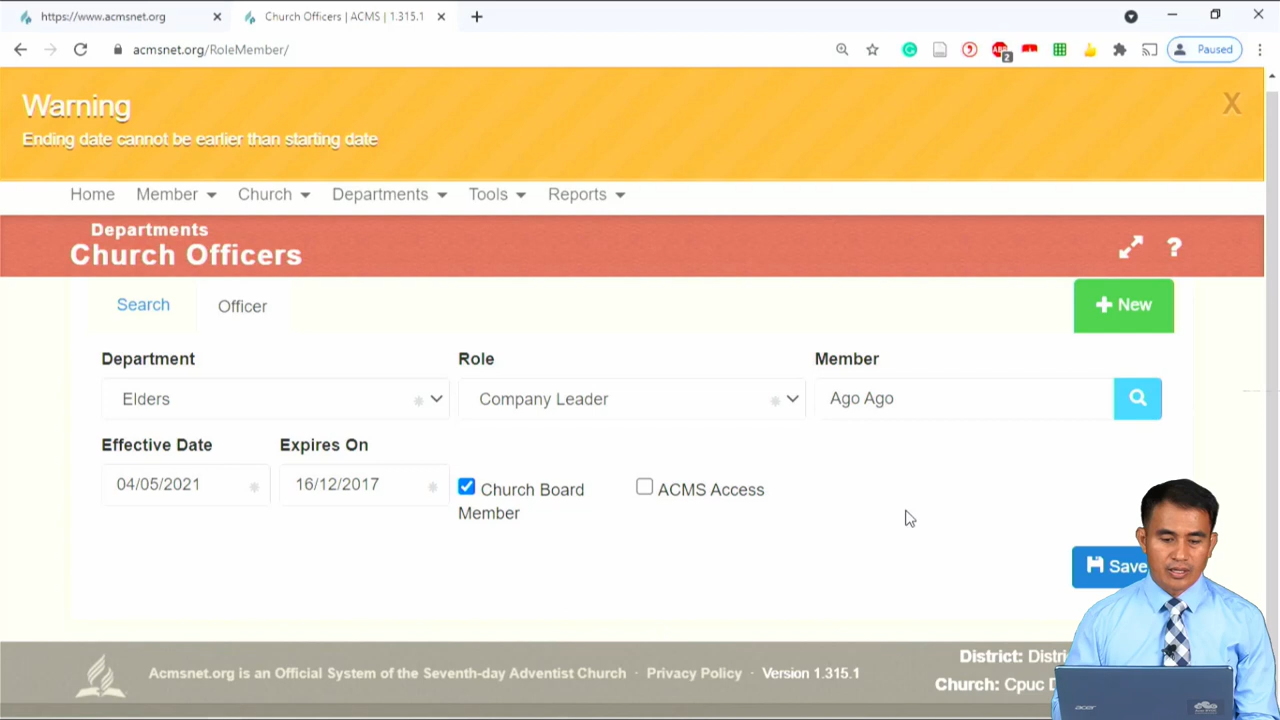 https://www.acmsnet.org
Church Officers | ACMS | 1.315.1
acmsnet.org/RoleMember/
2
Paused
Warning
X
Ending date cannot be earlier than starting date
Home
Member
Church
Departments
Tools
Reports
Departments
Church Officers
?
Search
Officer
New
Department
Role
Member
Elders
Company Leader
Ago Ago
Effective Date
Expires On
04/05/2021
16/12/2017
Church Board
Member
ACMS Access
Save
Acmsnet.org is an Official System of the Seventh-day Adventist Church · Privacy Policy · Version 1.315.1
District: Distri
Church: Cpuc D
acer